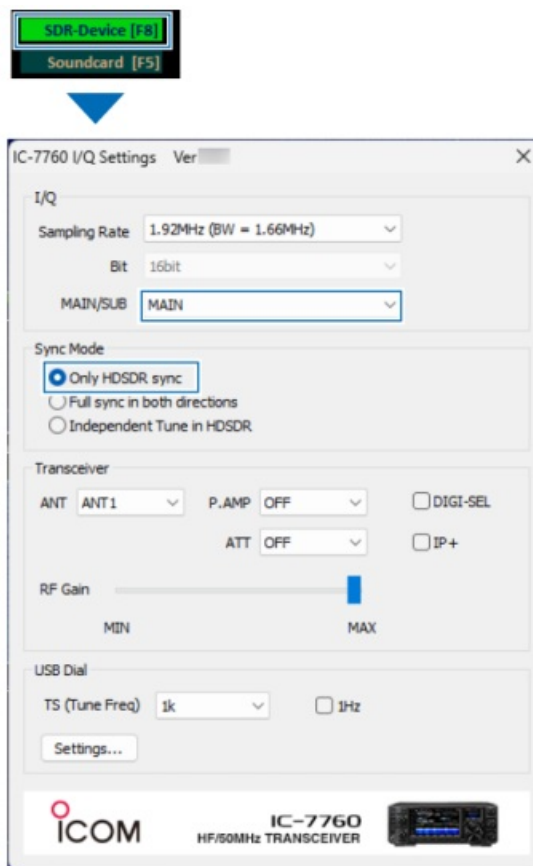 SDR-Device [F8]
Soundcard [F5]
IC-7760 I/Q Settings Ver
I/Q
Sampling Rate 1.92MHz (BW = 1.66MHz)
Bit 16bit
MAIN/SUB MAIN
Sync Mode
Only HDSDR sync
Full sync in both directions
Independent Tune in HDSDR
Transceiver
ANT ANT1 P.AMP OFF DIGI-SEL
ATT OFF IP+
RF Gain
MIN MAX
USB Dial
TS (Tune Freq) 1k 1Hz
Settings...
ICOM IC-7760
HF/50MHz TRANSCEIVER